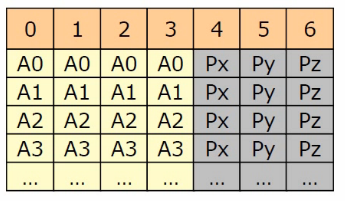 0 1 2 3 4 5 6
A0 A0 A0 A0 Px Py Pz
A1 A1 A1 A1 Px Py Pz
A2 A2 A2 A2 Px Py Pz
A3 A3 A3 A3 Px Py Pz
... ... ... ... ... ... ...